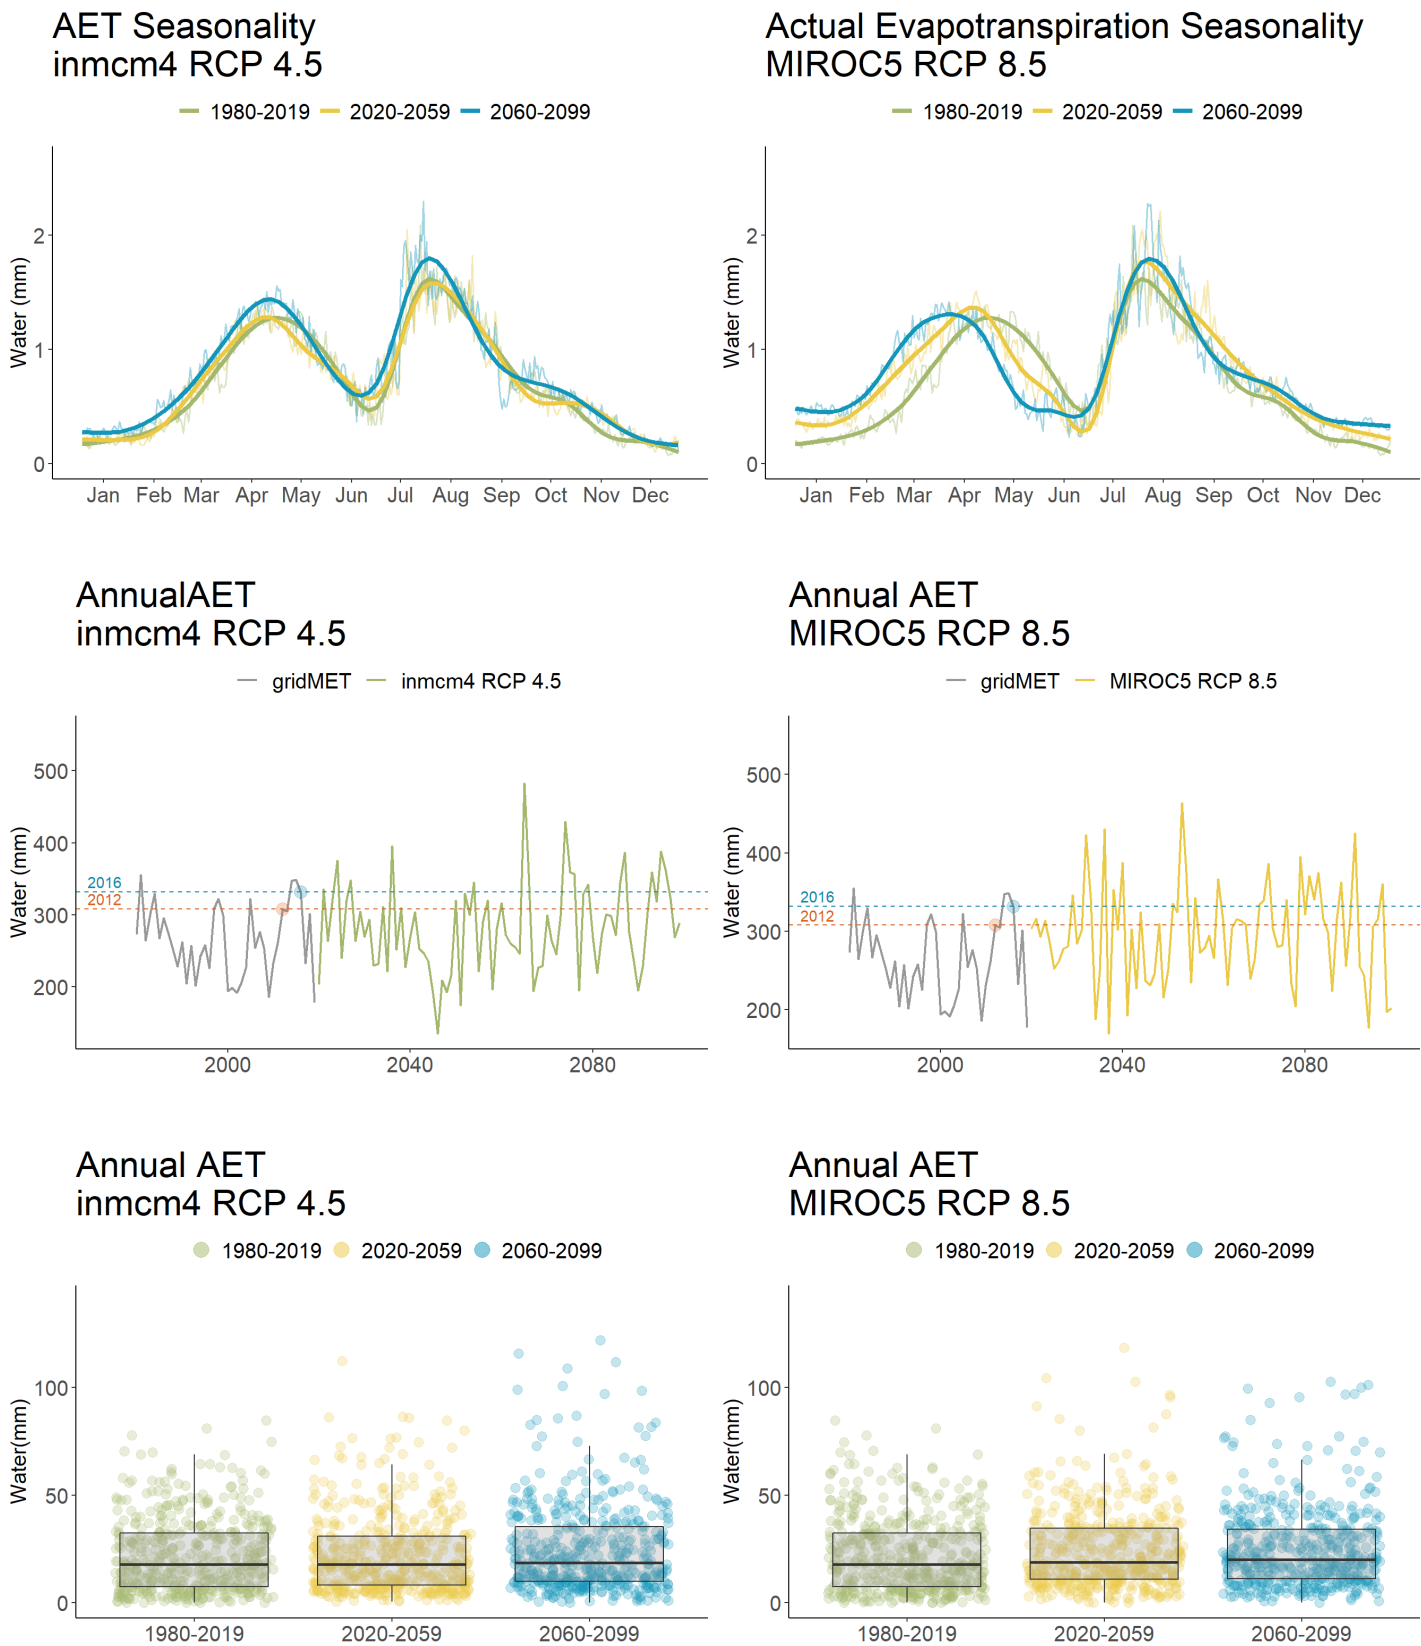 AET Seasonality
inmcm4 RCP 4.5
1980-2019 2020-2059 2060-2099
Water (mm)
2
1
0
Jan Feb Mar Apr May Jun Jul Aug Sep Oct Nov Dec
Actual Evapotranspiration Seasonality
MIROC5 RCP 8.5
1980-2019 2020-2059 2060-2099
Water (mm)
2
1
0
Jan Feb Mar Apr May Jun Jul Aug Sep Oct Nov Dec
AnnualAET
inmcm4 RCP 4.5
gridMET inmcm4 RCP 4.5
Water (mm)
500
400
300
200
2016
2012
2000 2040 2080
Annual AET
MIROC5 RCP 8.5
gridMET MIROC5 RCP 8.5
Water (mm)
500
400
300
200
2016
2012
2000 2040 2080
Annual AET
inmcm4 RCP 4.5
1980-2019 2020-2059 2060-2099
Water(mm)
100
50
0
1980-2019 2020-2059 2060-2099
Annual AET
MIROC5 RCP 8.5
1980-2019 2020-2059 2060-2099
Water(mm)
100
50
0
1980-2019 2020-2059 2060-2099